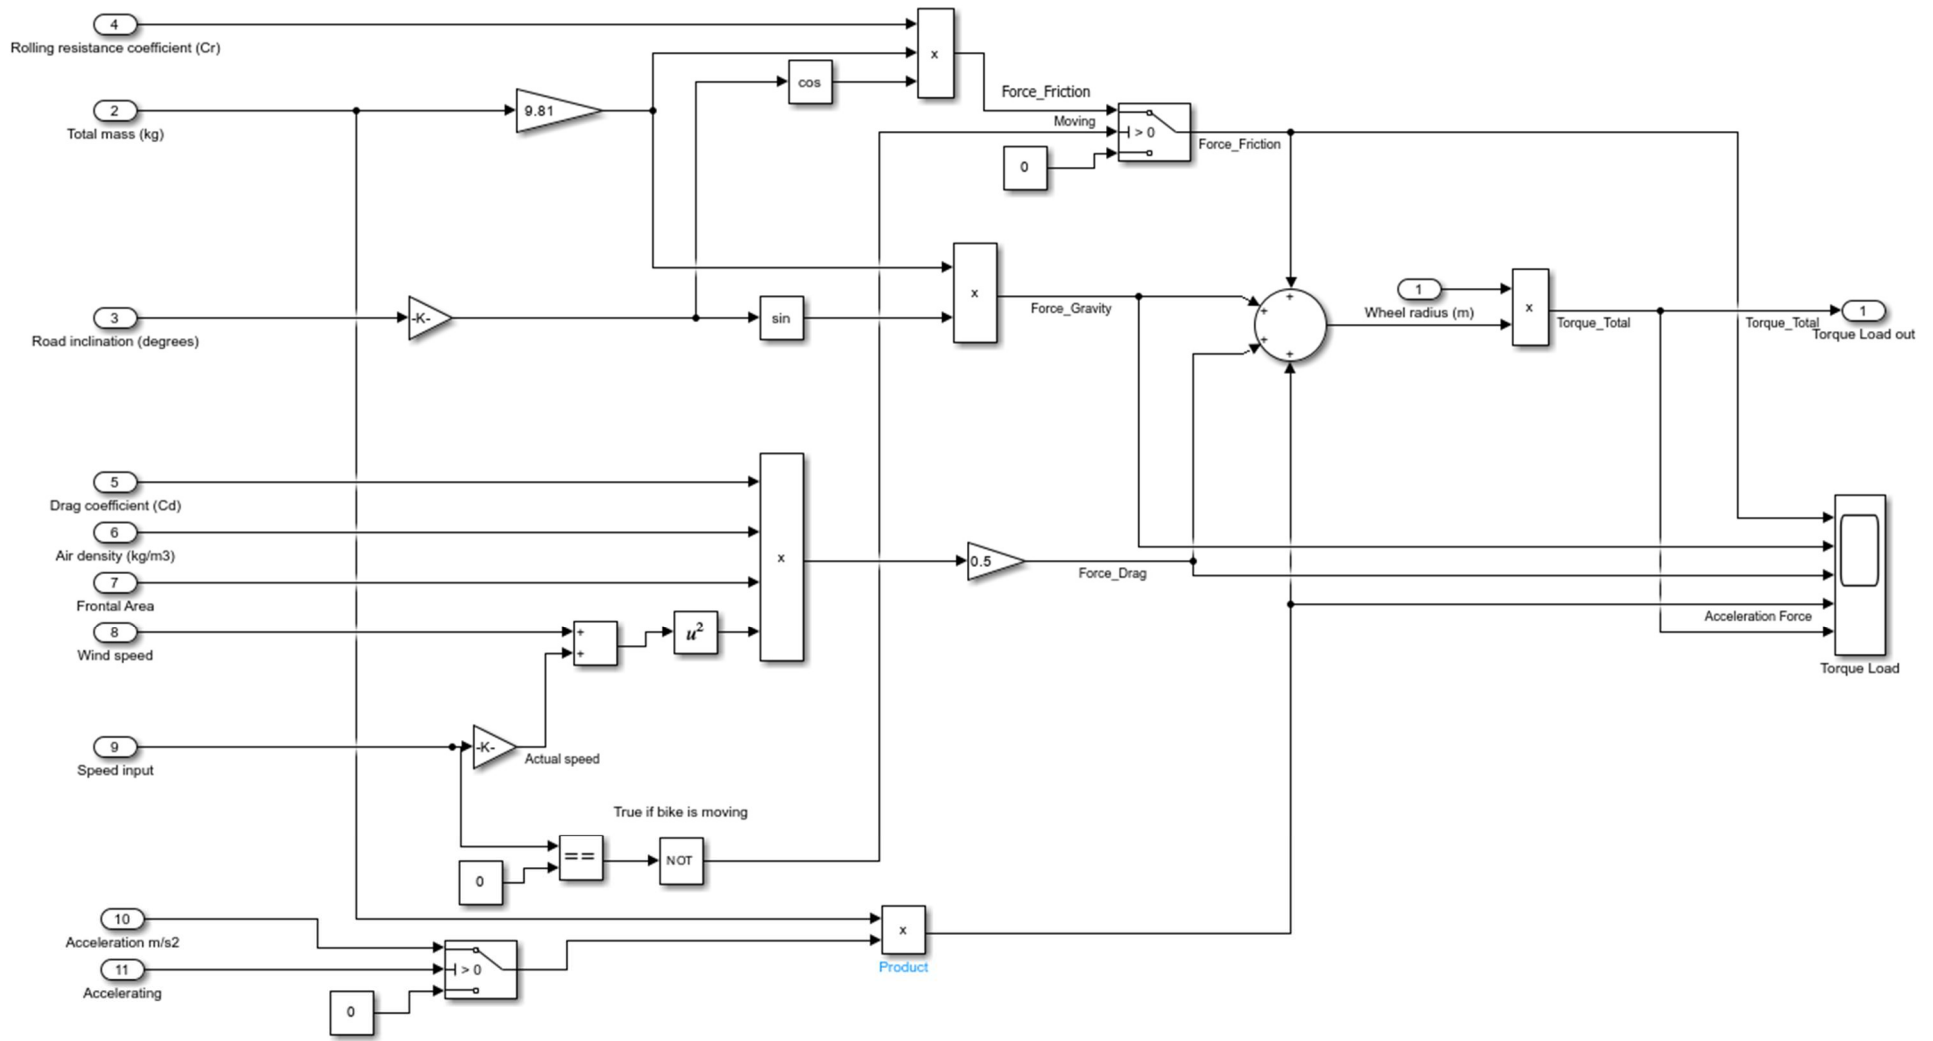 4
Rolling resistance coefficient (Cr)
x
cos
Force_Friction
2
Total mass (kg)
9.81
Moving
> 0
Force_Friction
0
x
3
Road inclination (degrees)
-K-
sin
Force_Gravity
+
+
+
+
1
Wheel radius (m)
x
Torque_Total
Torque_Total
1
Torque Load out
5
Drag coefficient (Cd)
6
Air density (kg/m3)
7
Frontal Area
8
Wind speed
+
+
u²
x
0.5
Force_Drag
Acceleration Force
Torque Load
9
Speed input
-K-
Actual speed
True if bike is moving
==
NOT
0
10
Acceleration m/s2
11
Accelerating
> 0
0
x
Product